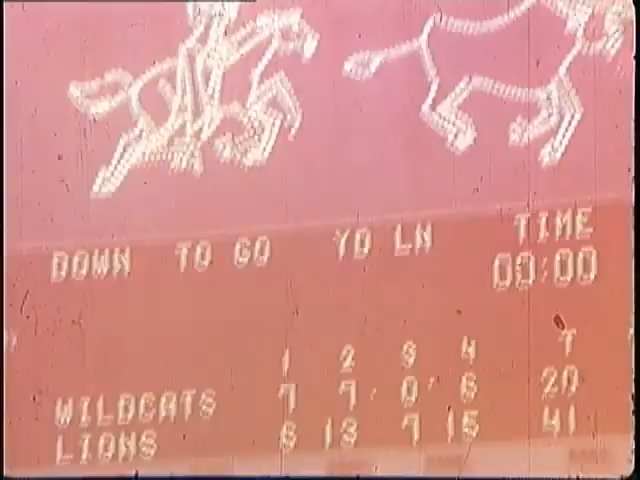 DOWN TO GO YD LN TIME
00:00
1 2 3 4 T
WILDCATS 7 7 0 6 20
LIONS 6 13 7 15 41